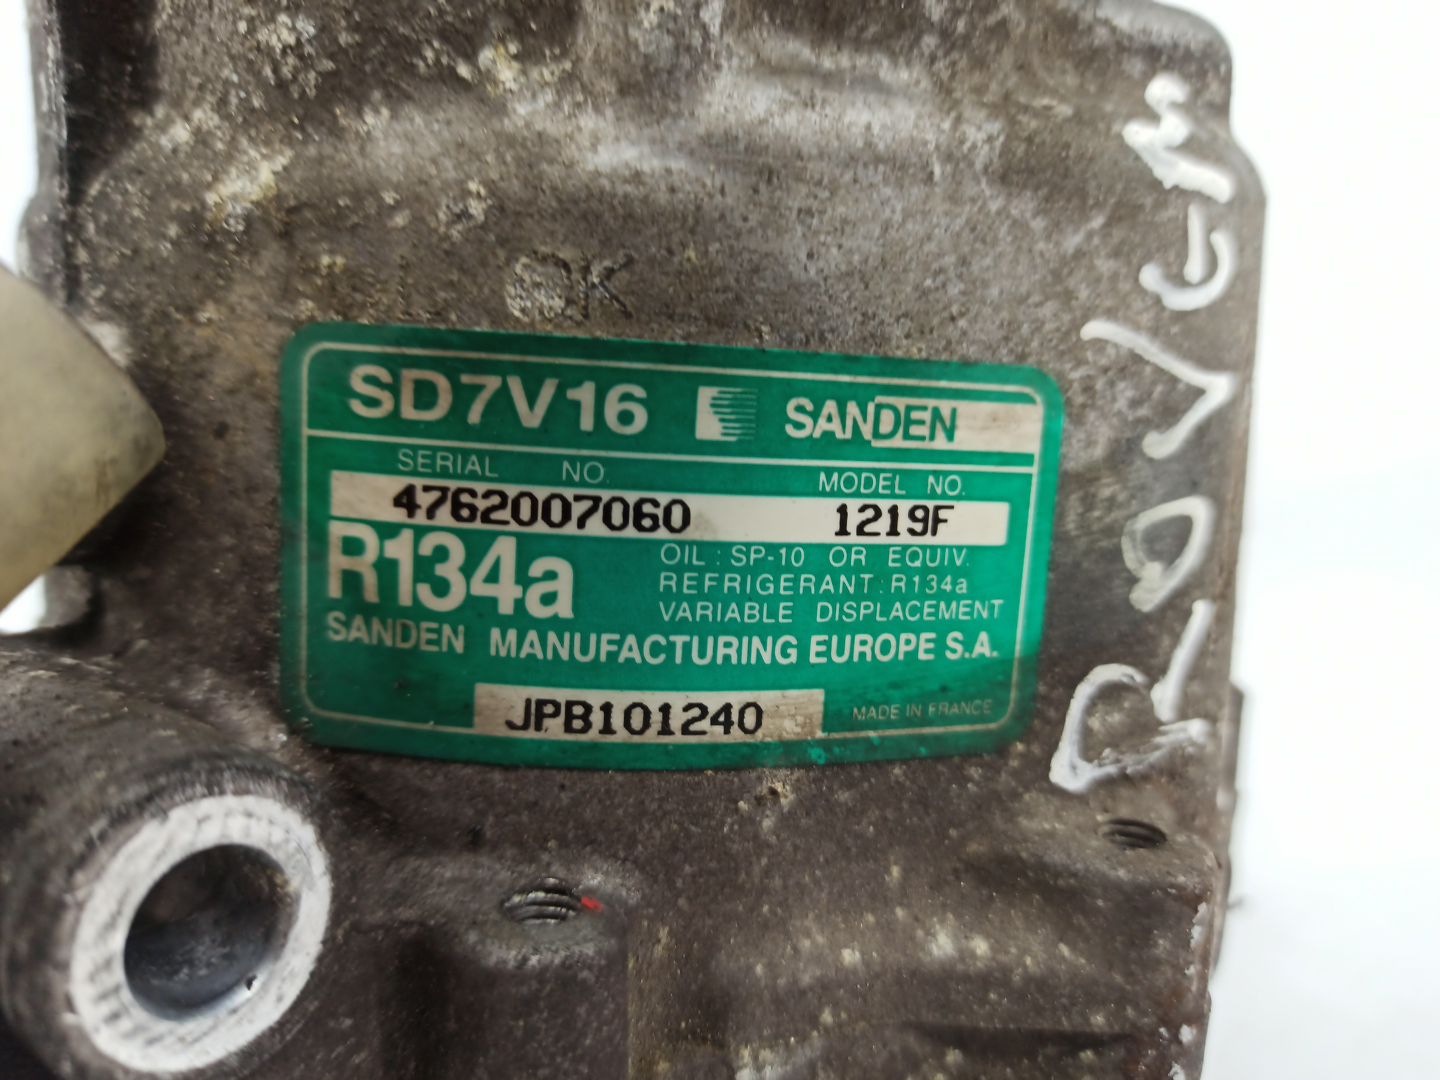 OK
SD7V16 SANDEN
SERIAL NO. MODEL NO.
4762007060 1219F
R134a
OIL : SP-10 OR EQUIV.
REFRIGERANT : R134a
VARIABLE DISPLACEMENT
SANDEN MANUFACTURING EUROPE S.A.
JPB101240 MADE IN FRANCE